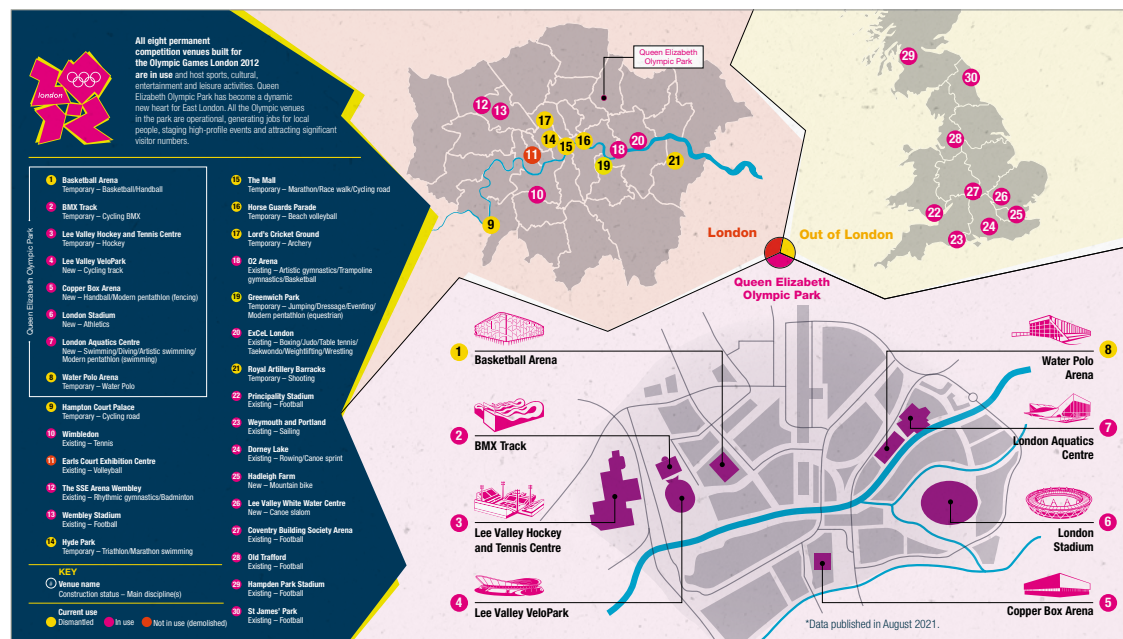 london
All eight permanent
competition venues built for
the Olympic Games London 2012
are in use and host sports, cultural,
entertainment and leisure activities. Queen
Elizabeth Olympic Park has become a dynamic
new heart for East London. All the Olympic venues
in the park are operational, generating jobs for local
people, staging high-profile events and attracting significant
visitor numbers.
Queen Elizabeth Olympic Park
1 Basketball Arena
Temporary – Basketball/Handball
2 BMX Track
Temporary – Cycling BMX
3 Lee Valley Hockey and Tennis Centre
Temporary – Hockey
4 Lee Valley VeloPark
New – Cycling track
5 Copper Box Arena
New – Handball/Modern pentathlon (fencing)
6 London Stadium
New – Athletics
7 London Aquatics Centre
New – Swimming/Diving/Artistic swimming/
Modern pentathlon (swimming)
8 Water Polo Arena
Temporary – Water Polo
9 Hampton Court Palace
Temporary – Cycling road
10 Wimbledon
Existing – Tennis
11 Earls Court Exhibition Centre
Existing – Volleyball
12 The SSE Arena Wembley
Existing – Rhythmic gymnastics/Badminton
13 Wembley Stadium
Existing – Football
14 Hyde Park
Temporary – Triathlon/Marathon swimming
KEY
Venue name
Construction status – Main discipline(s)
Current use
Dismantled
In use
Not in use (demolished)
15 The Mall
Temporary – Marathon/Race walk/Cycling road
16 Horse Guards Parade
Temporary – Beach volleyball
17 Lord's Cricket Ground
Temporary – Archery
18 O2 Arena
Existing – Artistic gymnastics/Trampoline
gymnastics/Basketball
19 Greenwich Park
Temporary – Jumping/Dressage/Eventing/
Modern pentathlon (equestrian)
20 ExCeL London
Existing – Boxing/Judo/Table tennis/
Taekwondo/Weightlifting/Wrestling
21 Royal Artillery Barracks
Temporary – Shooting
22 Principality Stadium
Existing – Football
23 Weymouth and Portland
Existing – Sailing
24 Dorney Lake
Existing – Rowing/Canoe sprint
25 Hadleigh Farm
New – Mountain bike
26 Lee Valley White Water Centre
New – Canoe slalom
27 Coventry Building Society Arena
Existing – Football
28 Old Trafford
Existing – Football
29 Hampden Park Stadium
Existing – Football
30 St James' Park
Existing – Football
Queen Elizabeth
Olympic Park
12
13
17
14
15
16
11
18
20
19
21
10
9
London
Out of London
Queen Elizabeth
Olympic Park
29
30
28
27
26
22
25
24
23
1
Basketball Arena
2
BMX Track
3
Lee Valley Hockey
and Tennis Centre
4
Lee Valley VeloPark
8
Water Polo
Arena
7
London Aquatics
Centre
6
London
Stadium
5
Copper Box Arena
*Data published in August 2021.